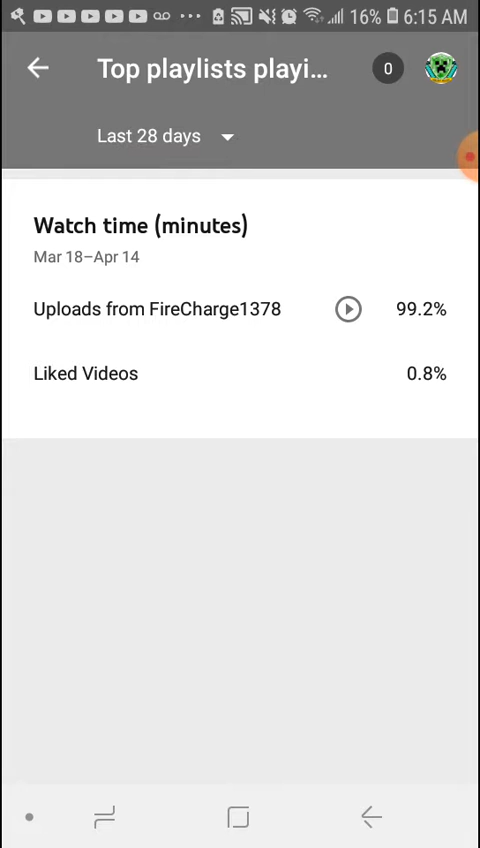 16% 6:15 AM
Top playlists playi... 0
Last 28 days
Watch time (minutes)
Mar 18–Apr 14
Uploads from FireCharge1378 99.2%
Liked Videos 0.8%